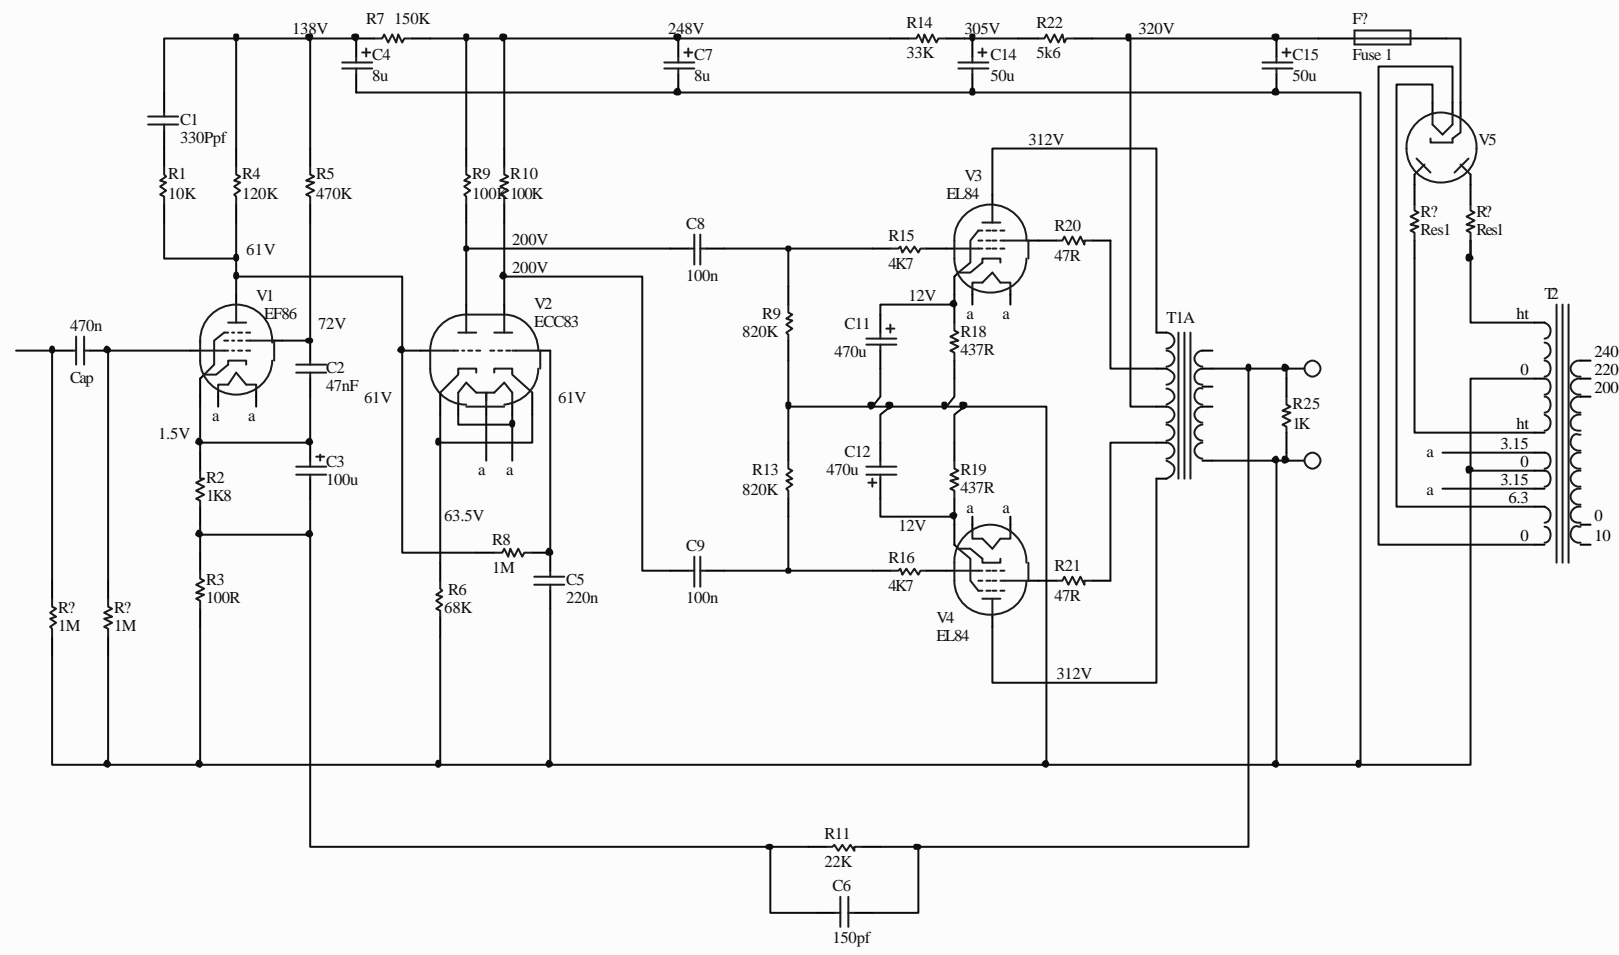 R7 150K
138V
C4
8u
248V
C7
8u
R14
33K
305V
C14
50u
R22
5k6
320V
C15
50u
F?
Fuse 1
C1
330Ppf
R1
10K
R4
120K
R5
470K
R9
100K
R10
100K
V5
312V
V3
EL84
R?
Res1
R?
Res1
61V
200V
200V
C8
100n
R15
4K7
R20
47R
V1
EF86
72V
V2
ECC83
12V
a
a
T2
ht
470n
Cap
C2
47nF
R9
820K
C11
470u
R18
437R
T1A
240
220
200
0
a
a
61V
61V
R25
1K
ht
1.5V
a
3.15
C3
100u
R2
1K8
a
a
R13
820K
C12
470u
R19
437R
0
a
3.15
6.3
63.5V
12V
a
a
0
10
0
R8
1M
C9
100n
R16
4K7
R21
47R
R3
100R
R6
68K
C5
220n
R?
1M
R?
1M
V4
EL84
312V
R11
22K
C6
150pf